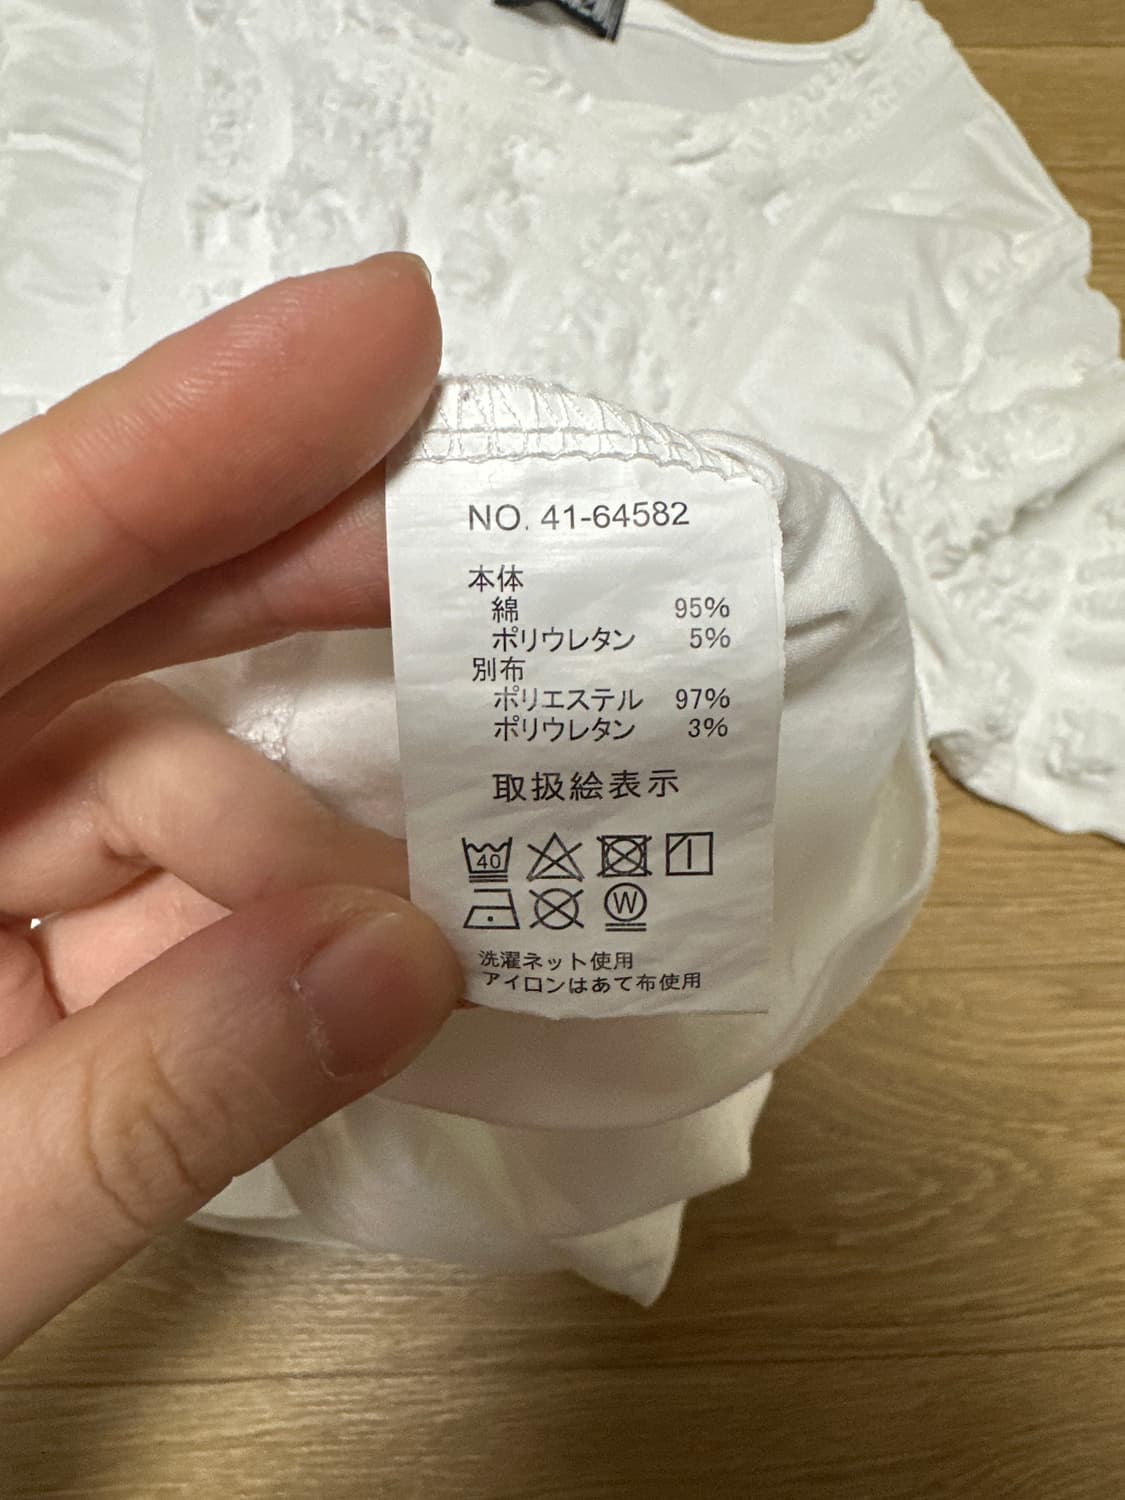 NO. 41-64582
本体
綿 95%
ポリウレタン 5%
別布
ポリエステル 97%
ポリウレタン 3%
取扱絵表示
40
W
洗濯ネット使用
アイロンはあて布使用